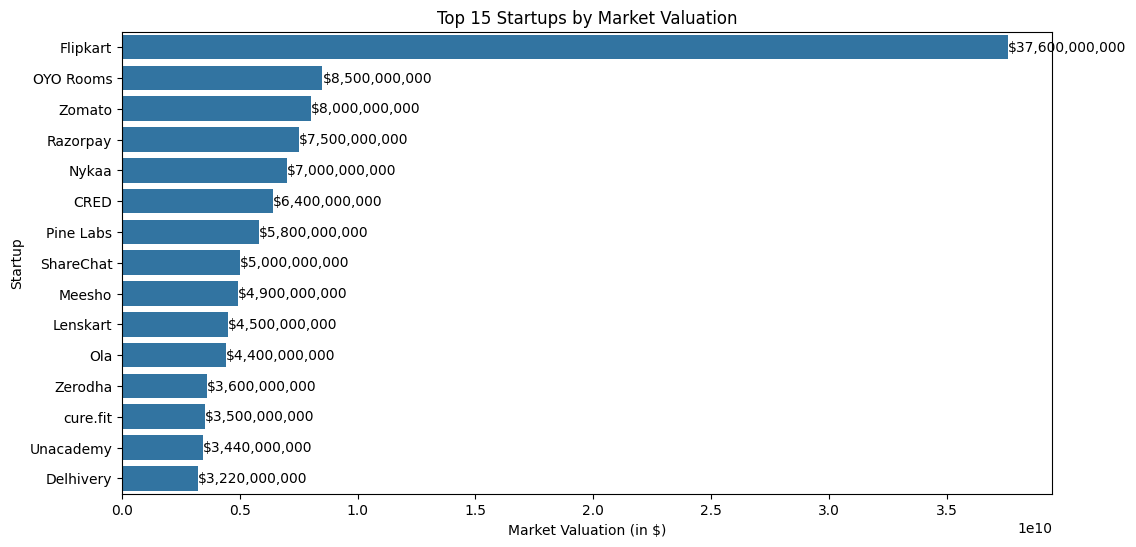 Top 15 Startups by Market Valuation
Startup
Flipkart $37,600,000,000
OYO Rooms $8,500,000,000
Zomato $8,000,000,000
Razorpay $7,500,000,000
Nykaa $7,000,000,000
CRED $6,400,000,000
Pine Labs $5,800,000,000
ShareChat $5,000,000,000
Meesho $4,900,000,000
Lenskart $4,500,000,000
Ola $4,400,000,000
Zerodha $3,600,000,000
cure.fit $3,500,000,000
Unacademy $3,440,000,000
Delhivery $3,220,000,000
0.0 0.5 1.0 1.5 2.0 2.5 3.0 3.5
1e10
Market Valuation (in $)